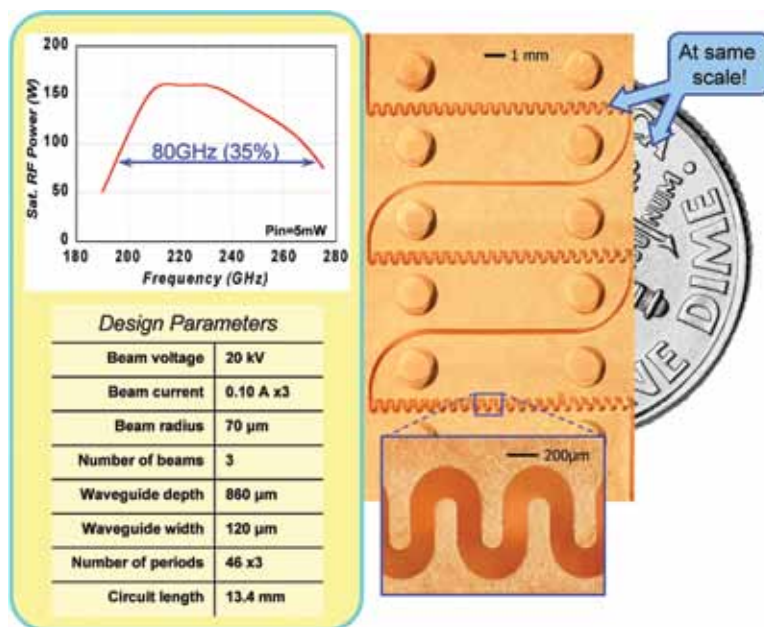 200
150
100
50
0
180
200
220
240
260
280
Sat. RF Power (W)
80GHz (35%)
Pin=5mW
Frequency (GHz)
Design Parameters
Beam voltage 20 kV
Beam current 0.10 A x3
Beam radius 70 µm
Number of beams 3
Waveguide depth 860 µm
Waveguide width 120 µm
Number of periods 46 x3
Circuit length 13.4 mm
1 mm
At same
scale!
DIME
200µm